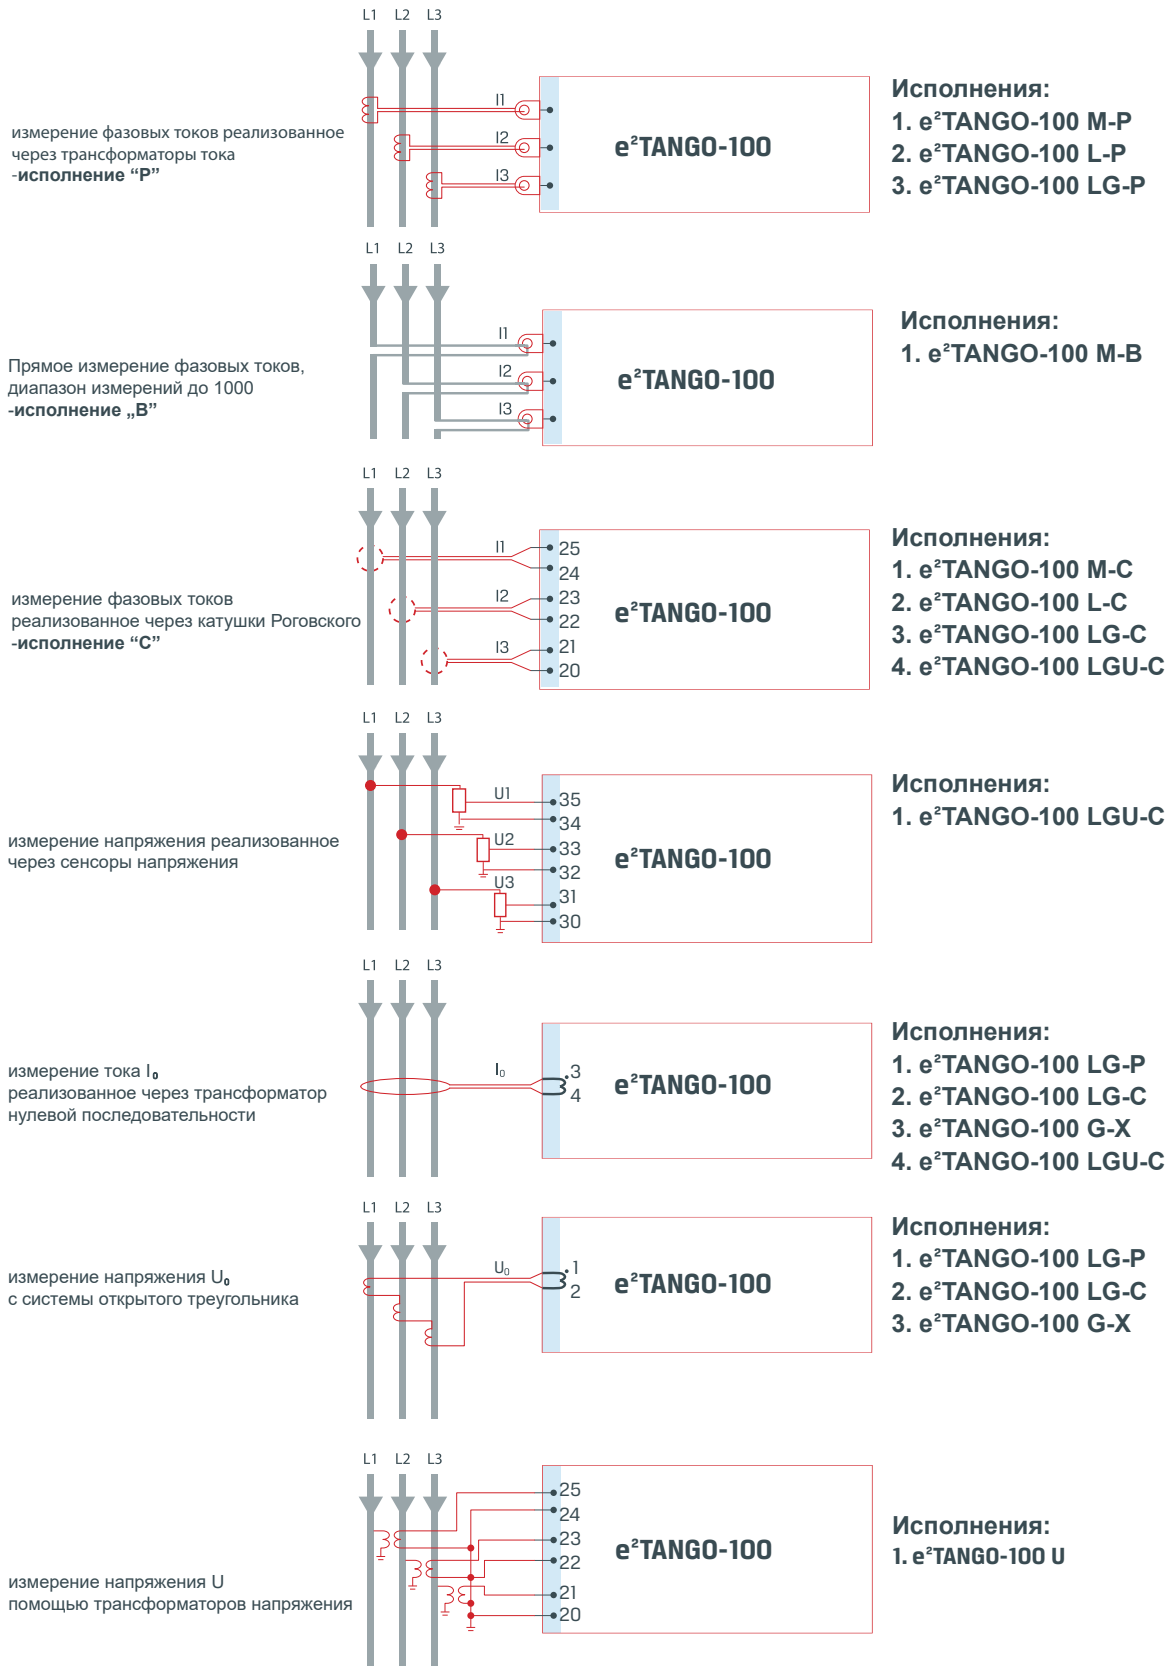 L1 L2 L3
измерение фазовых токов реализованное
через трансформаторы тока
-исполнение “P”
I1
I2
I3
e²TANGO-100
Исполнения:
1. e²TANGO-100 M-P
2. e²TANGO-100 L-P
3. e²TANGO-100 LG-P
L1 L2 L3
Прямое измерение фазовых токов,
диапазон измерений до 1000
-исполнение „B”
I1
I2
I3
e²TANGO-100
Исполнения:
1. e²TANGO-100 M-B
L1 L2 L3
измерение фазовых токов
реализованное через катушки Роговского
-исполнение “C”
I1
I2
I3
25
24
23
22
21
20
e²TANGO-100
Исполнения:
1. e²TANGO-100 M-C
2. e²TANGO-100 L-C
3. e²TANGO-100 LG-C
4. e²TANGO-100 LGU-C
L1 L2 L3
измерение напряжения реализованное
через сенсоры напряжения
U1
U2
U3
35
34
33
32
31
30
e²TANGO-100
Исполнения:
1. e²TANGO-100 LGU-C
L1 L2 L3
измерение тока I₀
реализованное через трансформатор
нулевой последовательности
I₀
3
4
e²TANGO-100
Исполнения:
1. e²TANGO-100 LG-P
2. e²TANGO-100 LG-C
3. e²TANGO-100 G-X
4. e²TANGO-100 LGU-C
L1 L2 L3
измерение напряжения U₀
с системы открытого треугольника
U₀
1
2
e²TANGO-100
Исполнения:
1. e²TANGO-100 LG-P
2. e²TANGO-100 LG-C
3. e²TANGO-100 G-X
L1 L2 L3
измерение напряжения U
помощью трансформаторов напряжения
25
24
23
22
21
20
e²TANGO-100
Исполнения:
1. e²TANGO-100 U